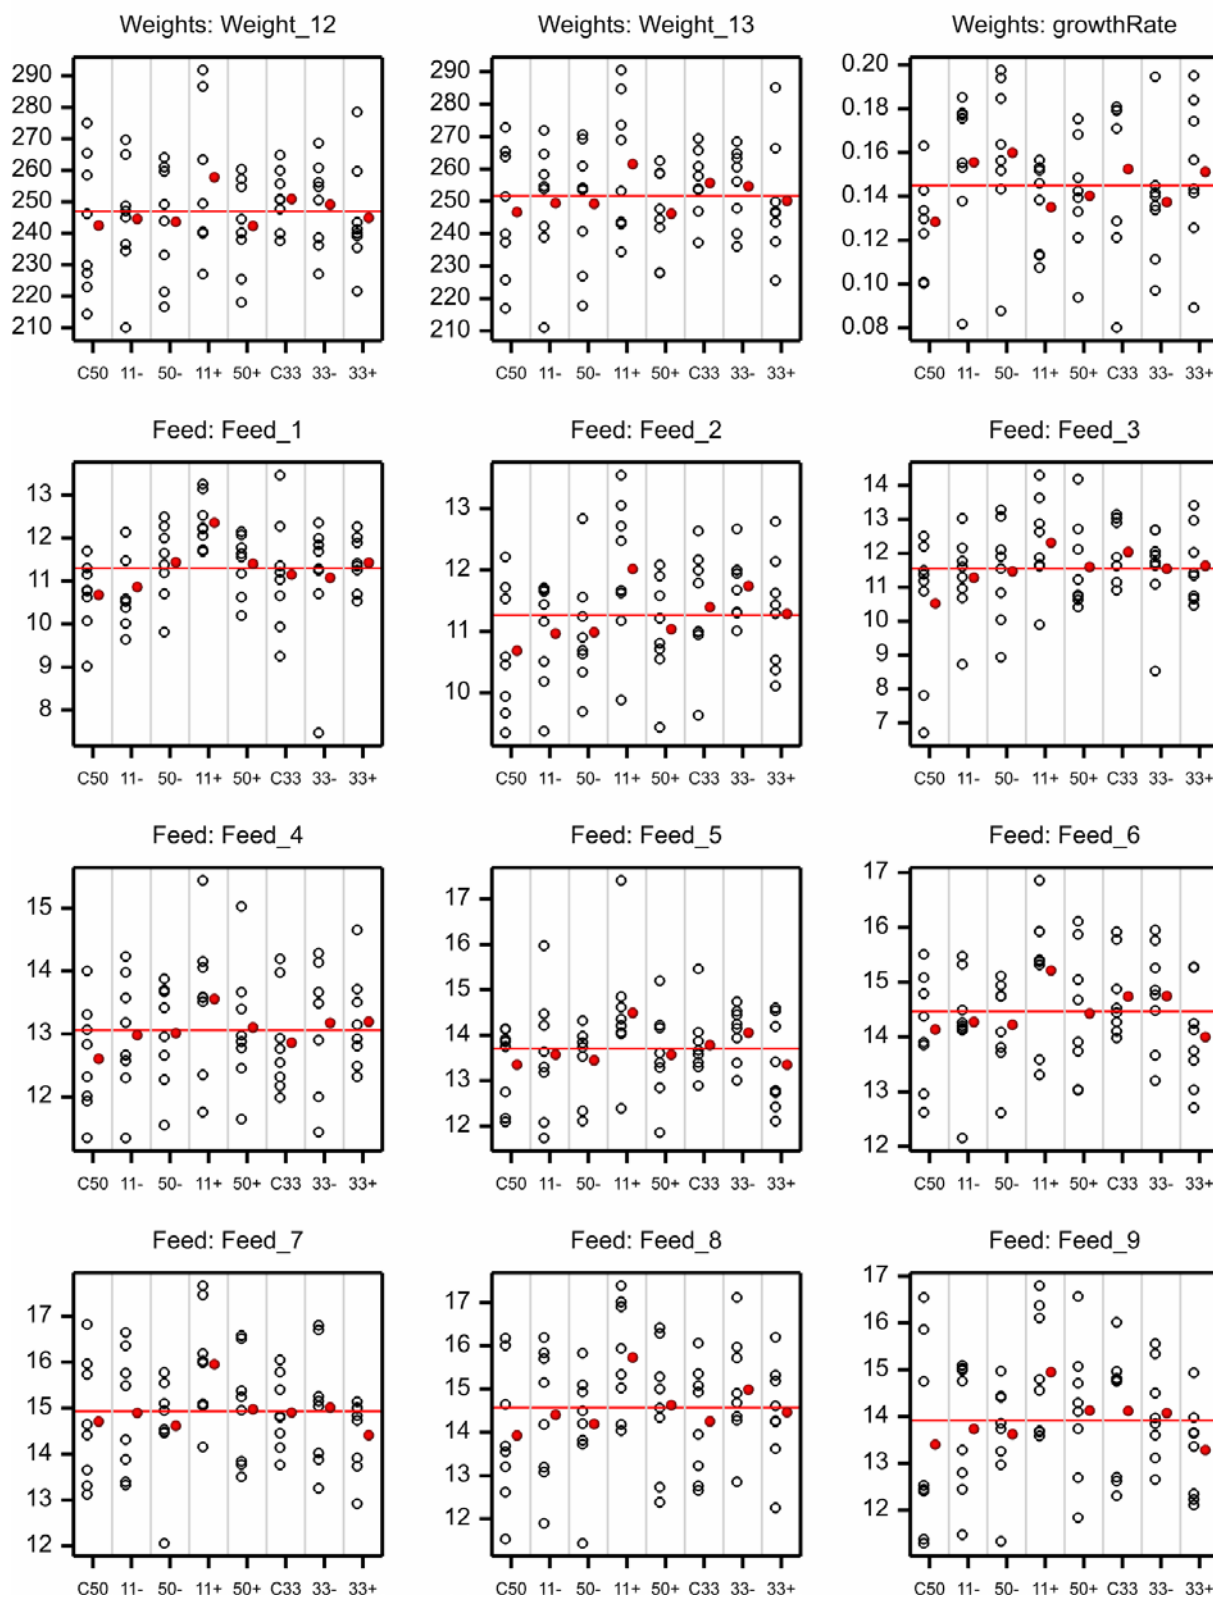 Weights: Weight_12 Weights: Weight_13 Weights: growthRate
290 280 270 260 250 240 230 220 210
290 280 270 260 250 240 230 220 210
0.20 0.18 0.16 0.14 0.12 0.10 0.08
C50 11- 50- 11+ 50+ C33 33- 33+ C50 11- 50- 11+ 50+ C33 33- 33+ C50 11- 50- 11+ 50+ C33 33- 33+
Feed: Feed_1 Feed: Feed_2 Feed: Feed_3
13 12 11 10 9 8
13 12 11 10
14 13 12 11 10 9 8 7
C50 11- 50- 11+ 50+ C33 33- 33+ C50 11- 50- 11+ 50+ C33 33- 33+ C50 11- 50- 11+ 50+ C33 33- 33+
Feed: Feed_4 Feed: Feed_5 Feed: Feed_6
15 14 13 12
17 16 15 14 13 12
17 16 15 14 13 12
C50 11- 50- 11+ 50+ C33 33- 33+ C50 11- 50- 11+ 50+ C33 33- 33+ C50 11- 50- 11+ 50+ C33 33- 33+
Feed: Feed_7 Feed: Feed_8 Feed: Feed_9
17 16 15 14 13 12
17 16 15 14 13 12
17 16 15 14 13 12
C50 11- 50- 11+ 50+ C33 33- 33+ C50 11- 50- 11+ 50+ C33 33- 33+ C50 11- 50- 11+ 50+ C33 33- 33+